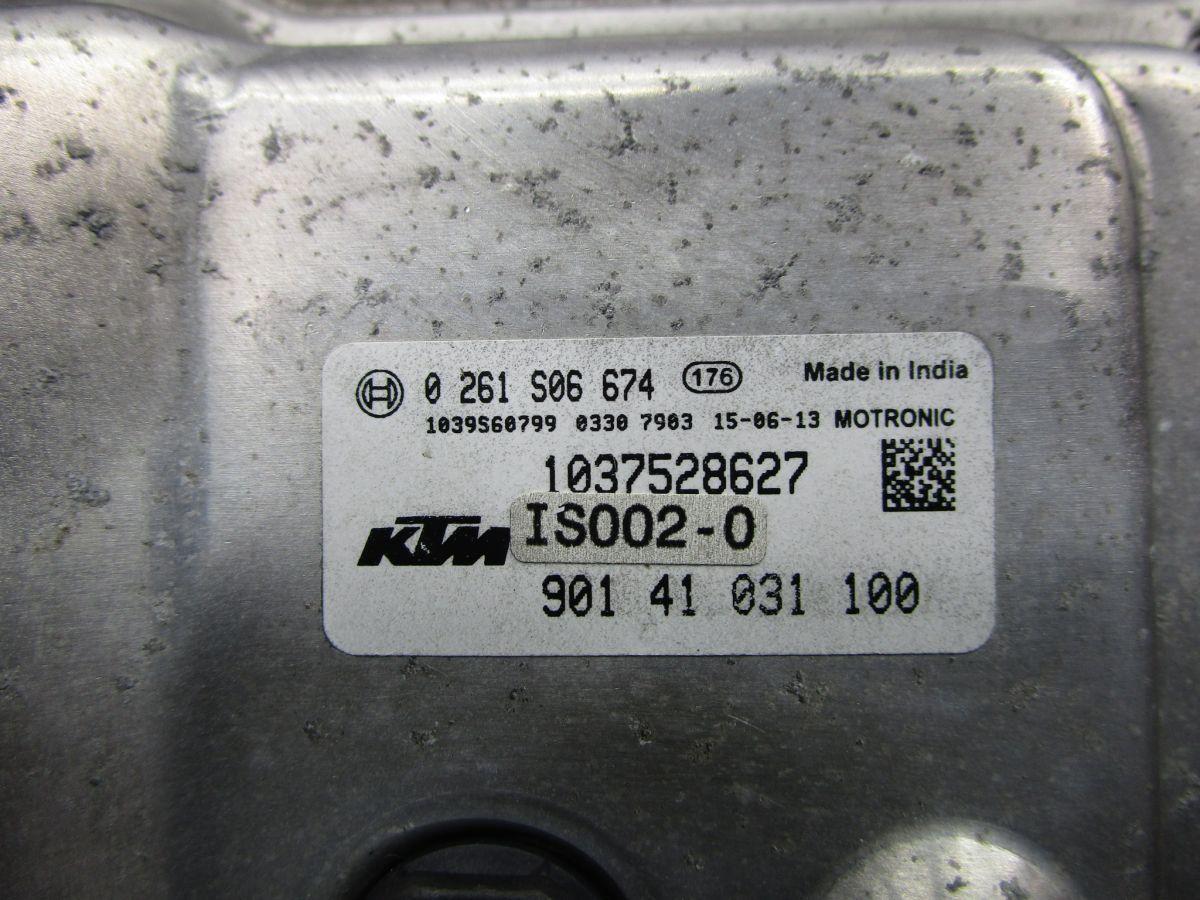 0 261 S06 674 176 Made in India
1039S60799 0330 7903 15-06-13 MOTRONIC
1037528627
KTM IS002-0
901 41 031 100